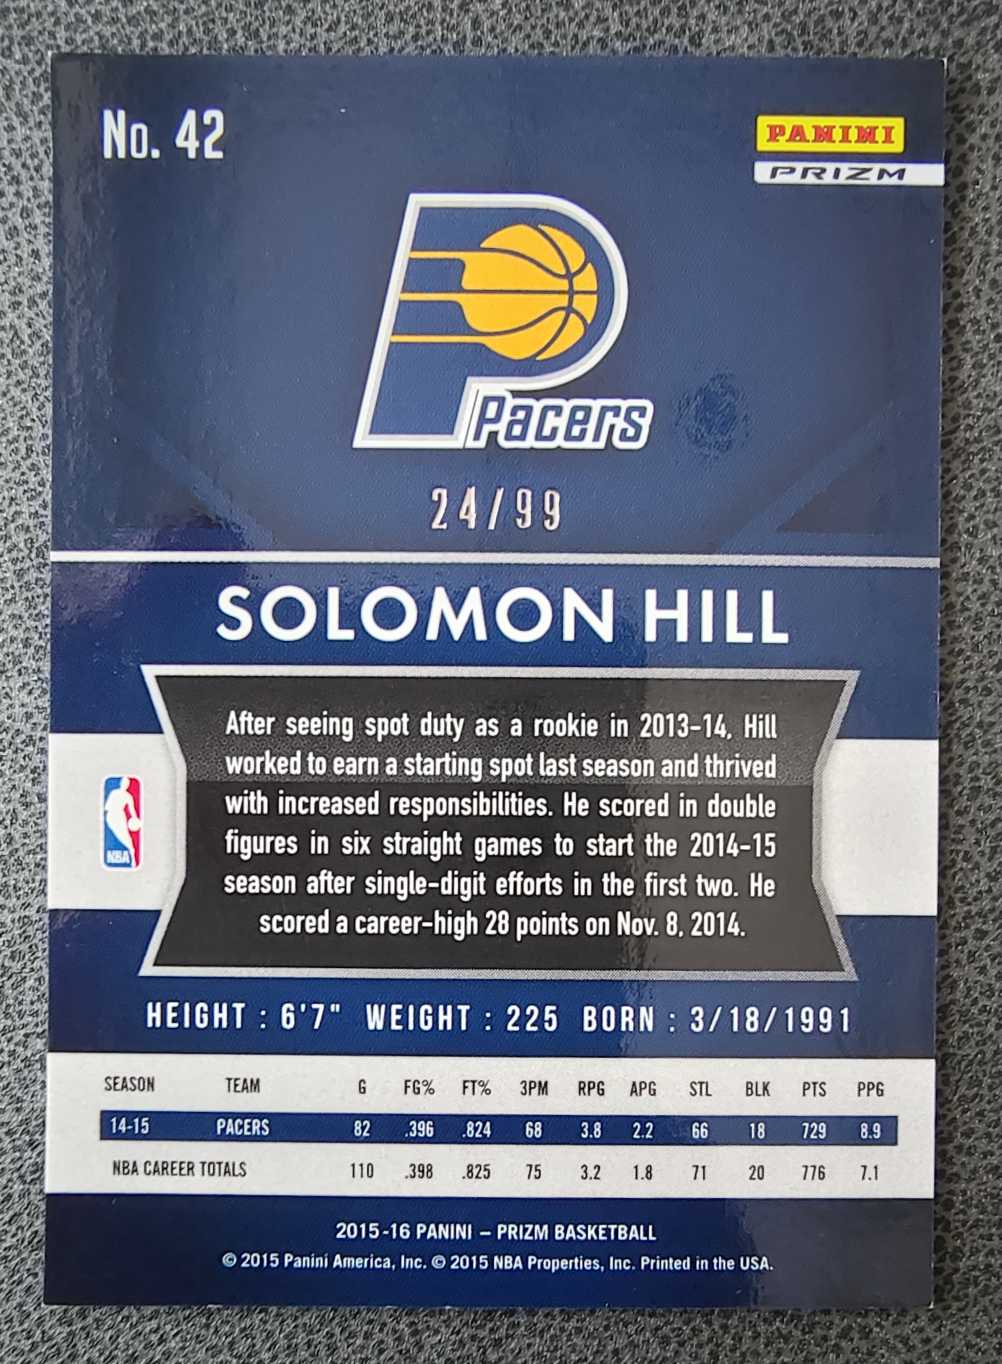 No. 42
PANINI
PRIZM
Pacers
24/99
SOLOMON HILL
After seeing spot duty as a rookie in 2013-14, Hill
worked to earn a starting spot last season and thrived
with increased responsibilities. He scored in double
figures in six straight games to start the 2014-15
season after single-digit efforts in the first two. He
scored a career-high 28 points on Nov. 8, 2014.
NBA
HEIGHT : 6'7" WEIGHT : 225 BORN : 3/18/1991
SEASON TEAM G FG% FT% 3PM RPG APG STL BLK PTS PPG
14-15 PACERS 82 .396 .824 68 3.8 2.2 66 18 729 8.9
NBA CAREER TOTALS 110 .398 .825 75 3.2 1.8 71 20 776 7.1
2015-16 PANINI – PRIZM BASKETBALL
© 2015 Panini America, Inc. © 2015 NBA Properties, Inc. Printed in the USA.